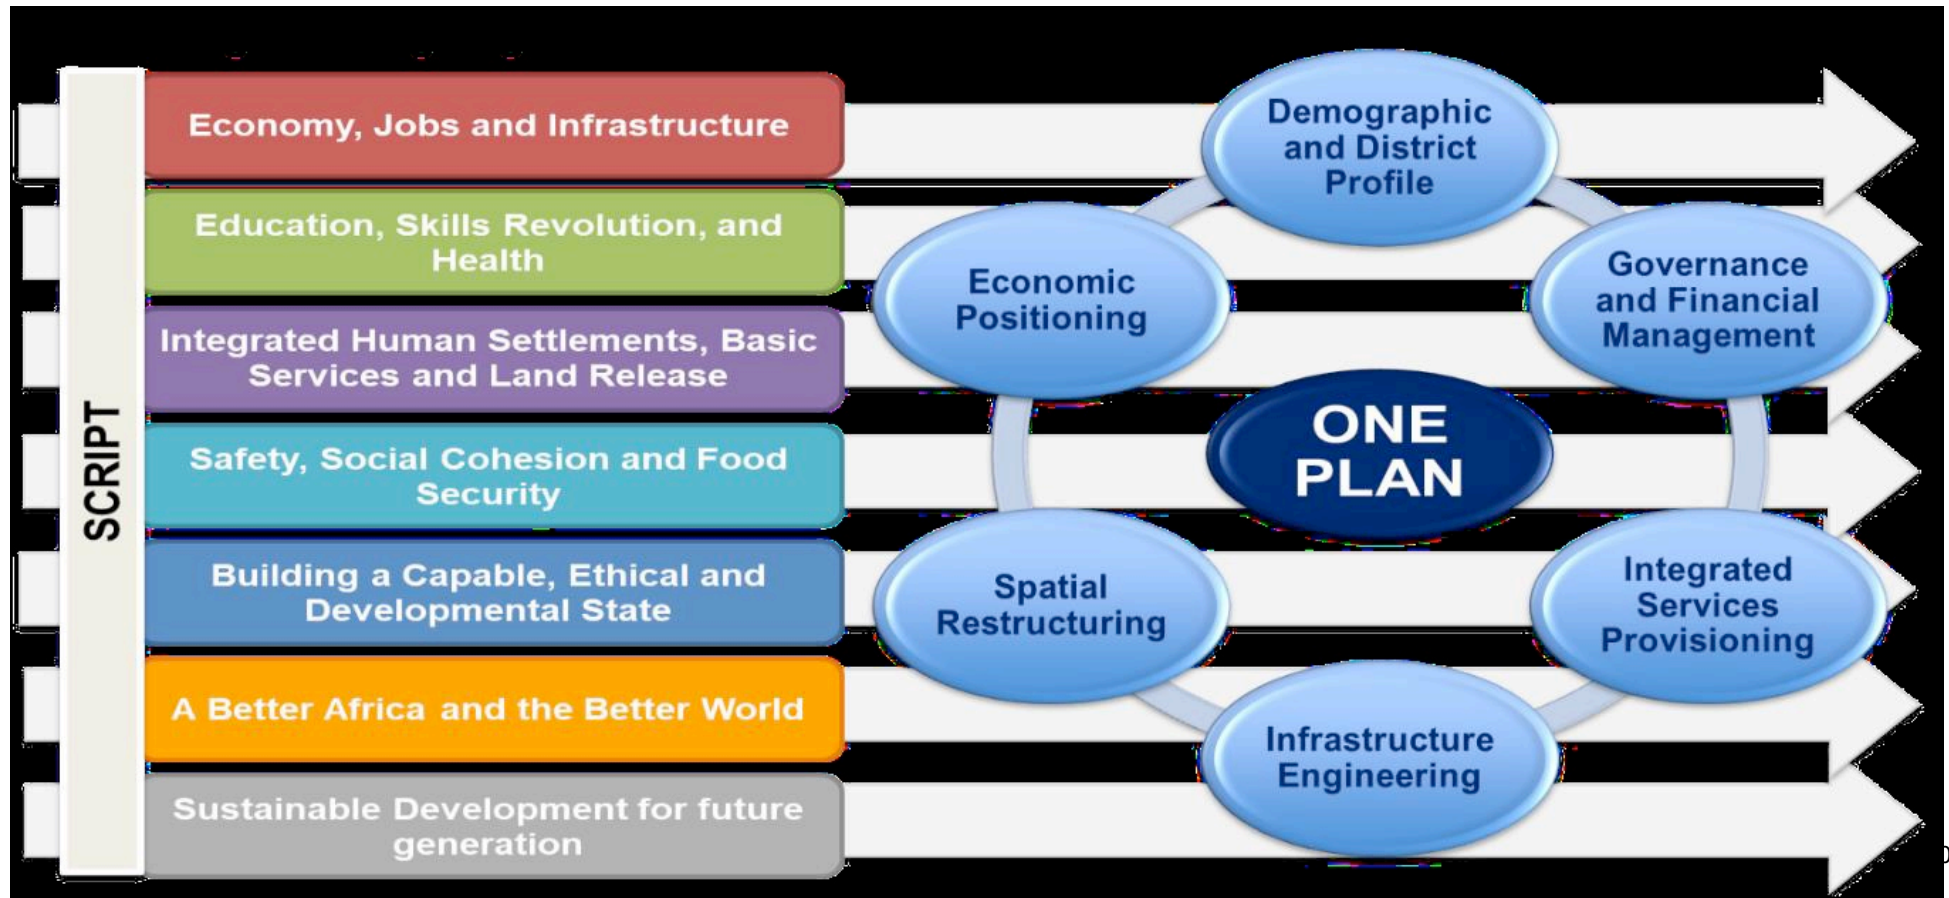 SCRIPT
Economy, Jobs and Infrastructure
Education, Skills Revolution, and
Health
Integrated Human Settlements, Basic
Services and Land Release
Safety, Social Cohesion and Food
Security
Building a Capable, Ethical and
Developmental State
A Better Africa and the Better World
Sustainable Development for future
generation
Demographic
and District
Profile
Governance
and Financial
Management
Integrated
Services
Provisioning
Infrastructure
Engineering
Spatial
Restructuring
Economic
Positioning
ONE
PLAN